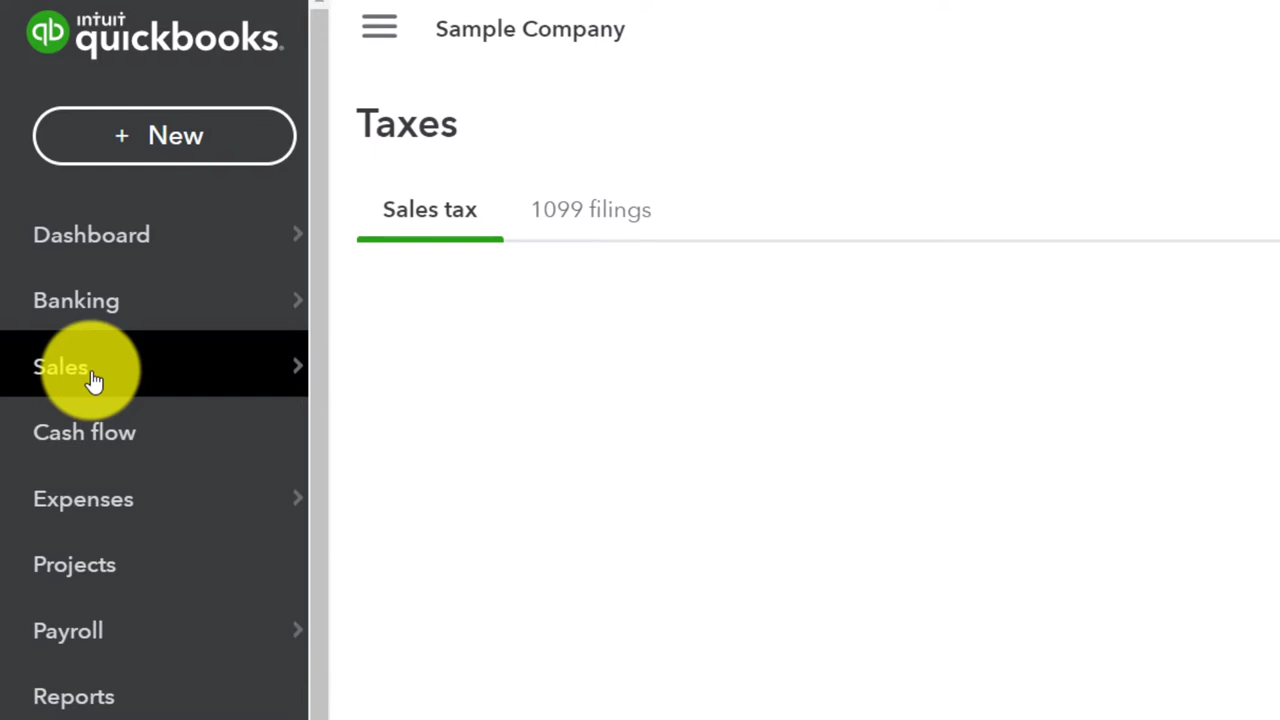 intuit
quickbooks.
+ New
Dashboard
Banking
Sales
Cash flow
Expenses
Projects
Payroll
Reports
Sample Company
Taxes
Sales tax
1099 filings